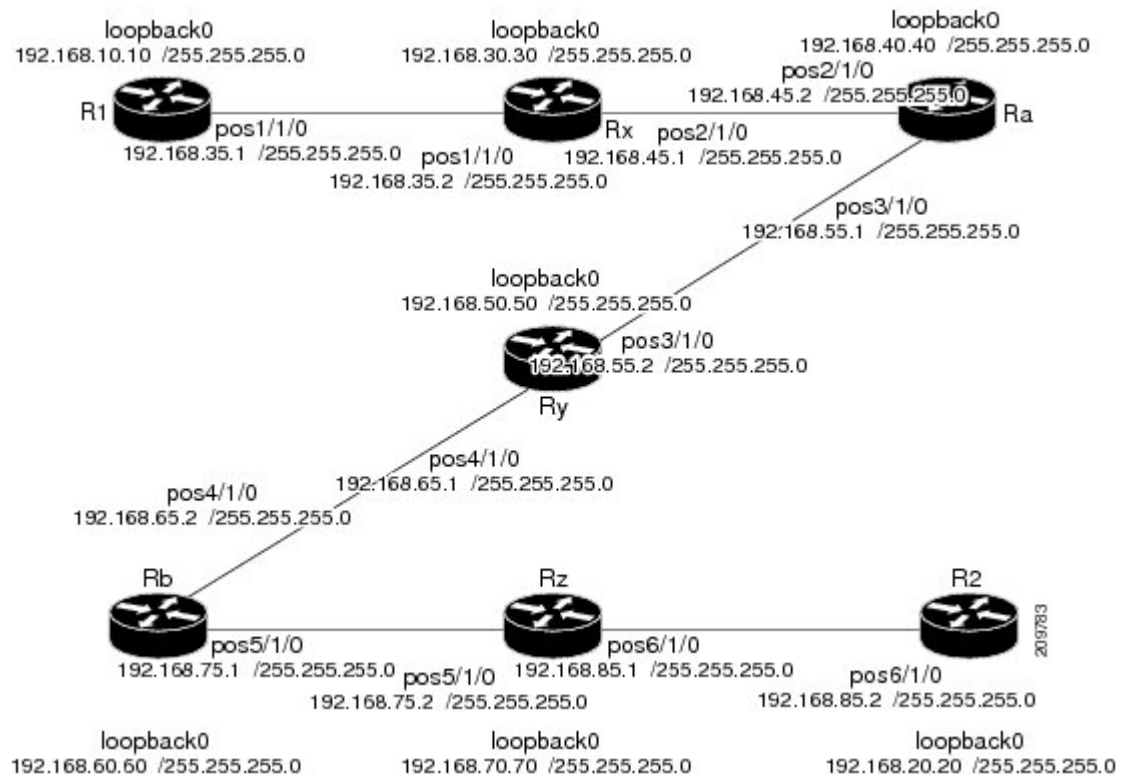 loopback0
192.168.10.10 /255.255.255.0
loopback0
192.168.30.30 /255.255.255.0
loopback0
192.168.40.40 /255.255.255.0
pos2/1/0
192.168.45.2 /255.255.255.0
R1
pos1/1/0
192.168.35.1 /255.255.255.0
Rx
pos1/1/0
192.168.35.2 /255.255.255.0
pos2/1/0
192.168.45.1 /255.255.255.0
Ra
pos3/1/0
192.168.55.1 /255.255.255.0
loopback0
192.168.50.50 /255.255.255.0
pos3/1/0
192.168.55.2 /255.255.255.0
Ry
pos4/1/0
192.168.65.1 /255.255.255.0
pos4/1/0
192.168.65.2 /255.255.255.0
Rb
Rz
R2
pos5/1/0
192.168.75.1 /255.255.255.0
pos5/1/0
192.168.75.2 /255.255.255.0
pos6/1/0
192.168.85.1 /255.255.255.0
pos6/1/0
192.168.85.2 /255.255.255.0
209783
loopback0
192.168.60.60 /255.255.255.0
loopback0
192.168.70.70 /255.255.255.0
loopback0
192.168.20.20 /255.255.255.0